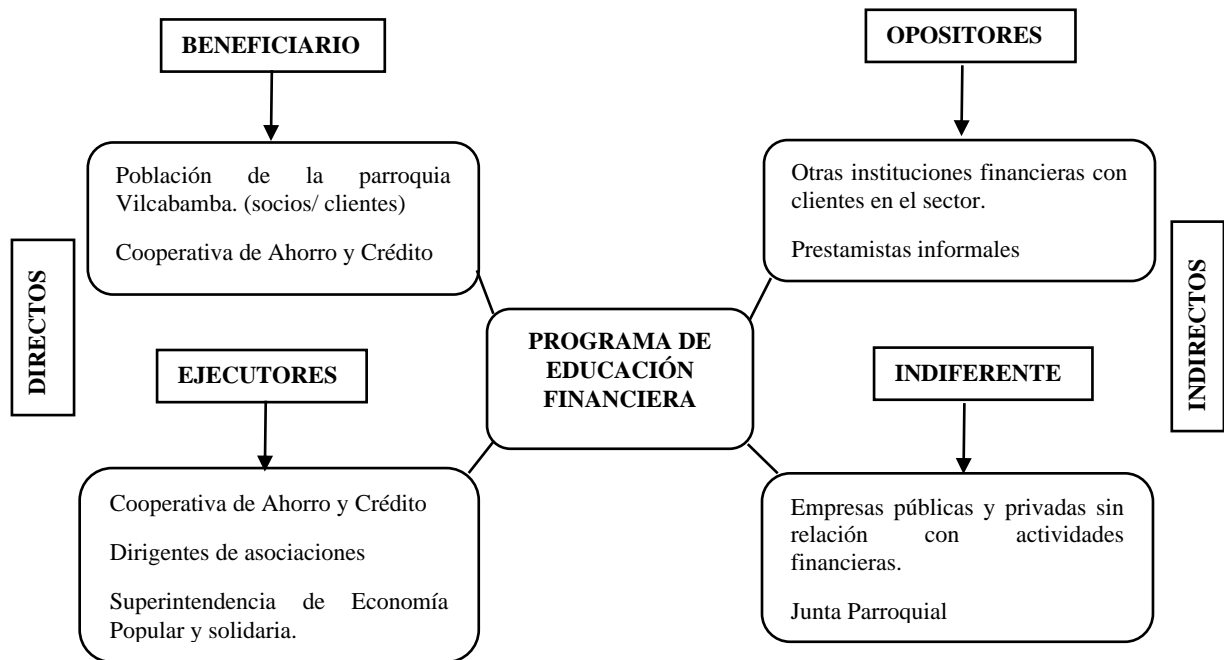 BENEFICIARIO
Población de la parroquia
Vilcabamba. (socios/ clientes)
Cooperativa de Ahorro y Crédito
DIRECTOS
EJECUTORES
Cooperativa de Ahorro y Crédito
Dirigentes de asociaciones
Superintendencia de Economía
Popular y solidaria.
PROGRAMA DE
EDUCACIÓN
FINANCIERA
OPOSITORES
Otras instituciones financieras con
clientes en el sector.
Prestamistas informales
INDIRECTOS
INDIFERENTE
Empresas públicas y privadas sin
relación con actividades
financieras.
Junta Parroquial